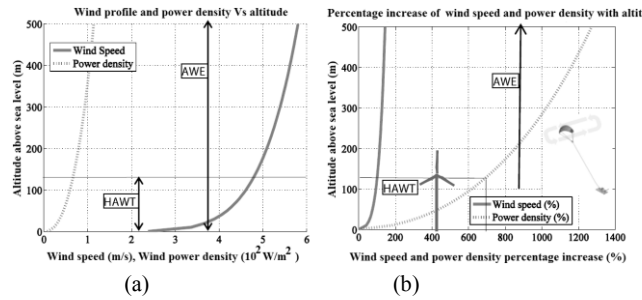 Wind profile and power density Vs altitude
500
400
300
200
100
0
Altitude above sea level (m)
Wind Speed
Power density
AWE
HAWT
0 1 2 3 4 5 6
Wind speed (m/s), Wind power density (10² W/m²)
(a)
Percentage increase of wind speed and power density with altit
500
400
300
200
100
0
Altitude above sea level (m)
AWE
HAWT
Wind speed (%)
Power density (%)
0 200 400 600 800 1000 1200 1400
Wind speed and power density percentage increase (%)
(b)